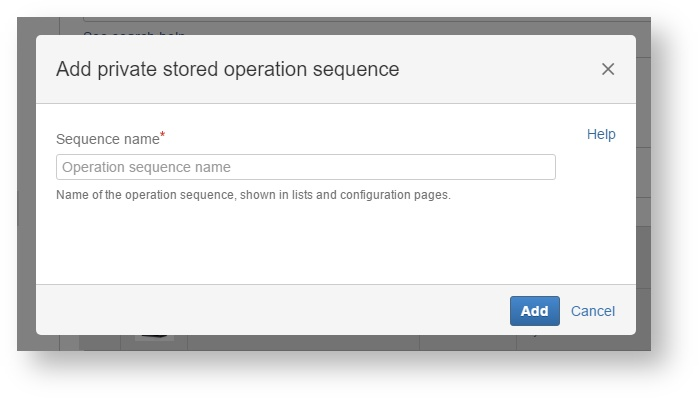 Add private stored operation sequence
Sequence name*
Help
Operation sequence name
Name of the operation sequence, shown in lists and configuration pages.
Add
Cancel